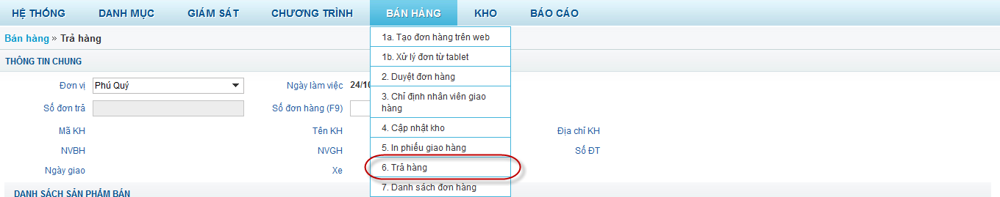 HỆ THỐNG DANH MỤC GIÁM SÁT CHƯƠNG TRÌNH BÁN HÀNG KHO BÁO CÁO
Bán hàng » Trả hàng
THÔNG TIN CHUNG
Đơn vị Phú Quý Ngày làm việc 24/10
Số đơn trả Số đơn hàng (F9)
Mã KH Tên KH Địa chỉ KH
NVBH NVGH Số ĐT
Ngày giao Xe
DANH SÁCH SẢN PHẨM BÁN
1a. Tạo đơn hàng trên web
1b. Xử lý đơn từ tablet
2. Duyệt đơn hàng
3. Chỉ định nhân viên giao
hàng
4. Cập nhật kho
5. In phiếu giao hàng
6. Trả hàng
7. Danh sách đơn hàng